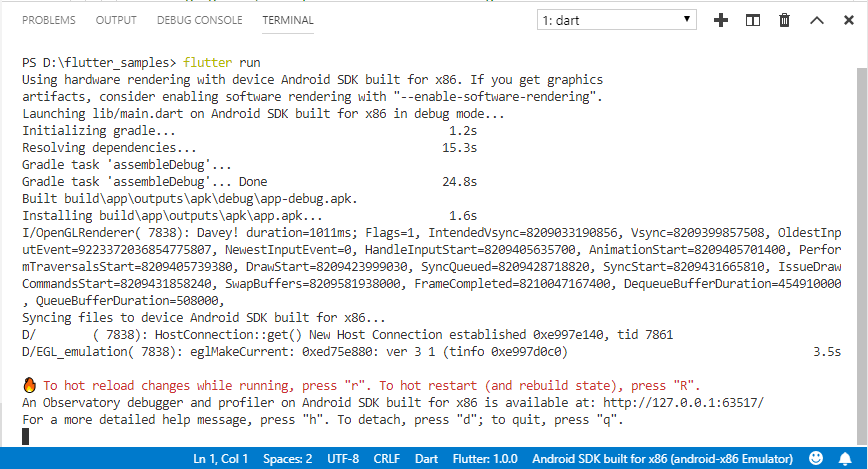 PROBLEMS OUTPUT DEBUG CONSOLE TERMINAL 1: dart
PS D:\flutter_samples> flutter run
Using hardware rendering with device Android SDK built for x86. If you get graphics
artifacts, consider enabling software rendering with "--enable-software-rendering".
Launching lib/main.dart on Android SDK built for x86 in debug mode...
Initializing gradle... 1.2s
Resolving dependencies... 15.3s
Gradle task 'assembleDebug'...
Gradle task 'assembleDebug'... Done 24.8s
Built build\app\outputs\apk\debug\app-debug.apk.
Installing build\app\outputs\apk\app.apk... 1.6s
I/OpenGLRenderer( 7838): Davey! duration=1011ms; Flags=1, IntendedVsync=8209033190856, Vsync=8209399857508, OldestInp
utEvent=9223372036854775807, NewestInputEvent=0, HandleInputStart=8209405635700, AnimationStart=8209405701400, Perfor
mTraversalsStart=8209405739380, DrawStart=8209423999030, SyncQueued=8209428718820, SyncStart=8209431665810, IssueDraw
CommandsStart=8209431858240, SwapBuffers=8209581938000, FrameCompleted=8210047167400, DequeueBufferDuration=454910000
, QueueBufferDuration=508000,
Syncing files to device Android SDK built for x86...
D/ ( 7838): HostConnection::get() New Host Connection established 0xe997e140, tid 7861
D/EGL_emulation( 7838): eglMakeCurrent: 0xed75e880: ver 3 1 (tinfo 0xe997d0c0) 3.5s
🔥 To hot reload changes while running, press "r". To hot restart (and rebuild state), press "R".
An Observatory debugger and profiler on Android SDK built for x86 is available at: http://127.0.0.1:63517/
For a more detailed help message, press "h". To detach, press "d"; to quit, press "q".
Ln 1, Col 1 Spaces: 2 UTF-8 CRLF Dart Flutter: 1.0.0 Android SDK built for x86 (android-x86 Emulator)